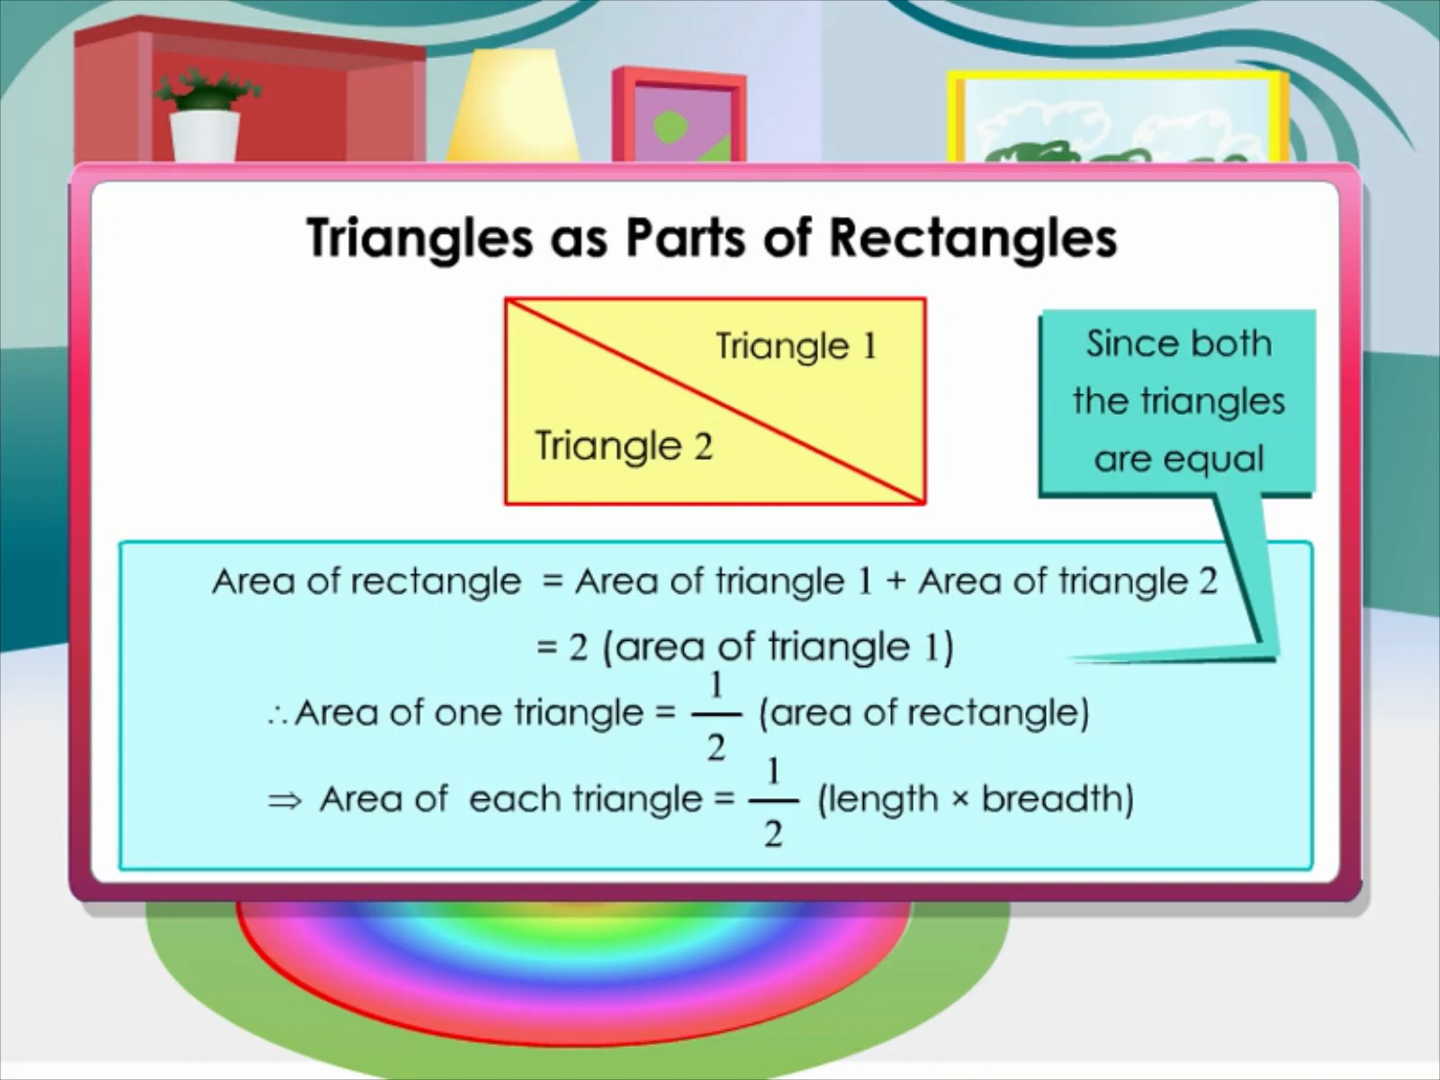 Triangles as Parts of Rectangles
Triangle 1
Triangle 2
Since both
the triangles
are equal
Area of rectangle = Area of triangle 1 + Area of triangle 2
= 2 (area of triangle 1)
∴ Area of one triangle = 1/2 (area of rectangle)
⇒ Area of each triangle = 1/2 (length × breadth)